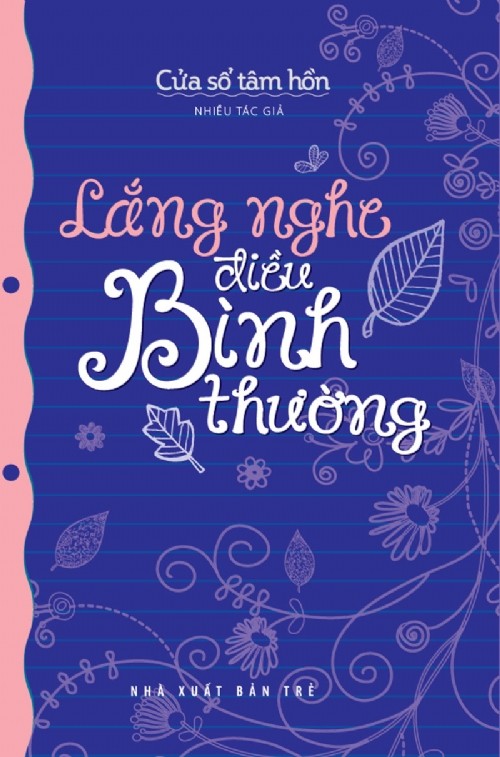 Cửa sổ tâm hồn
NHIỀU TÁC GIẢ
Lắng nghe
điều
Bình
thường
NHÀ XUẤT BẢN TRẺ